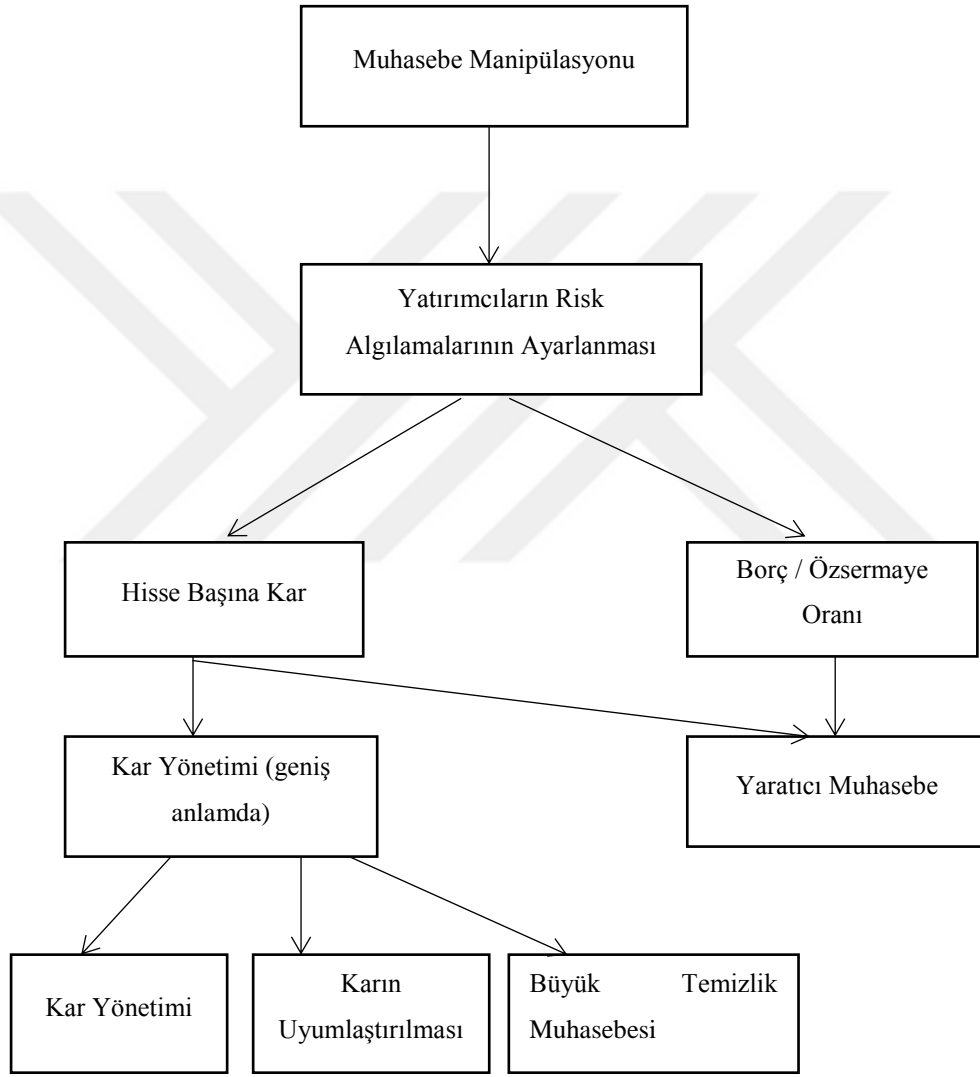 Muhasebe Manipülasyonu
Yatırımcıların Risk
Algılamalarının Ayarlanması
Hisse Başına Kar
Borç / Özsermaye
Oranı
Kar Yönetimi (geniş
anlamda)
Yaratıcı Muhasebe
Kar Yönetimi
Karın
Uyumlaştırılması
Büyük Temizlik
Muhasebesi